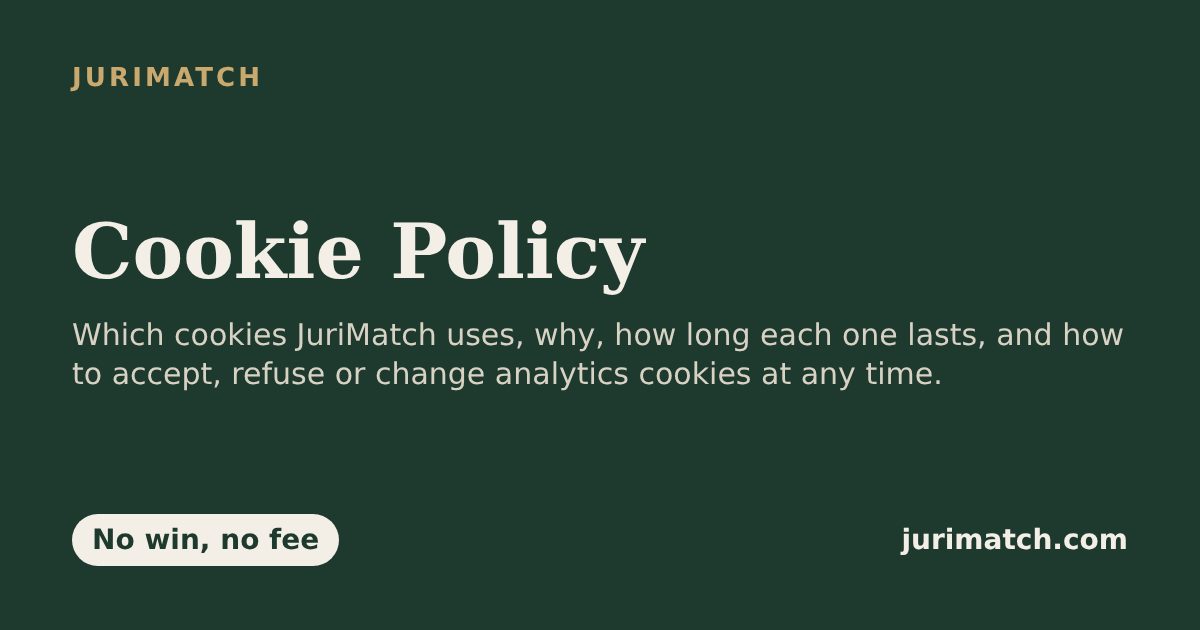 JURIMATCH
Cookie Policy
Which cookies JuriMatch uses, why, how long each one lasts, and how
to accept, refuse or change analytics cookies at any time.
No win, no fee
jurimatch.com